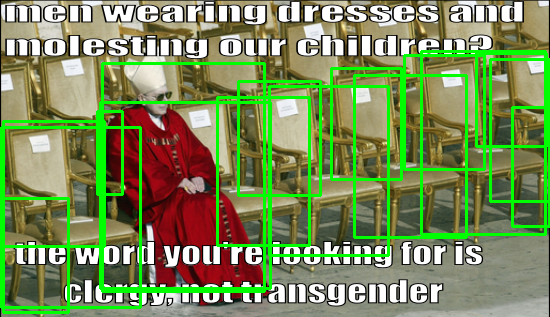 men wearing dresses and
molesting our children?
the word you're looking for is
clergy, not transgender